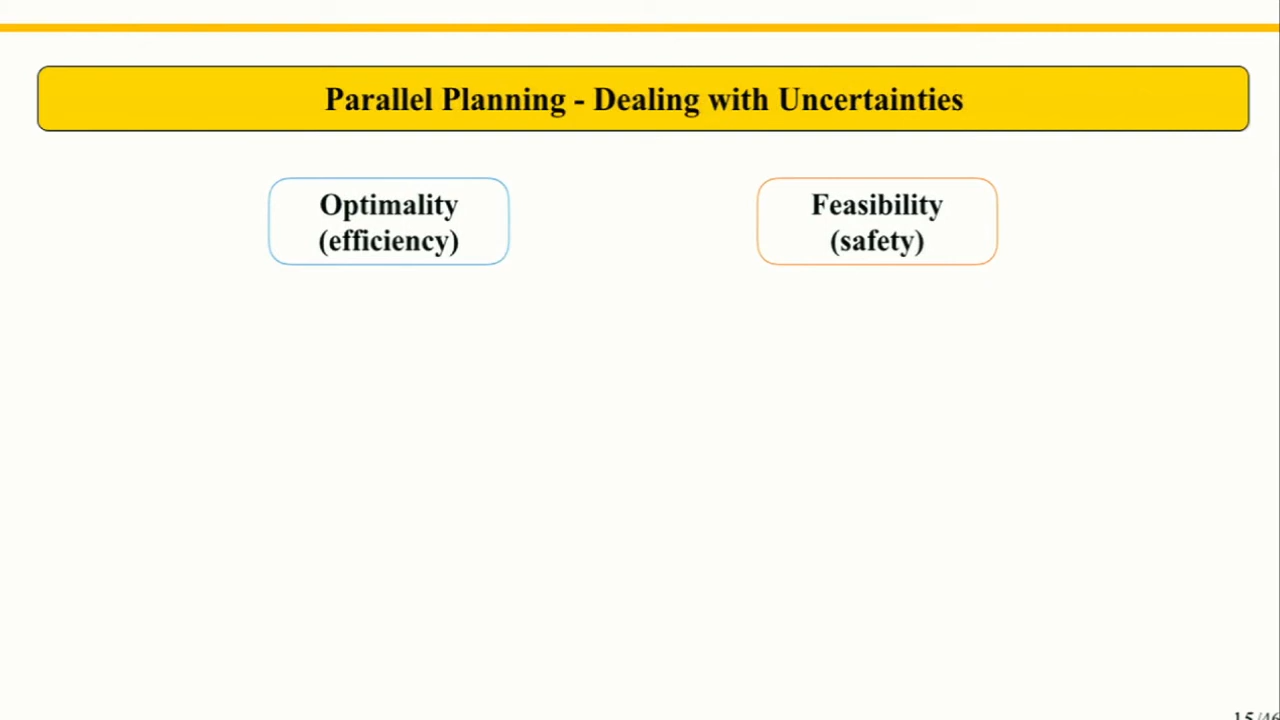 Parallel Planning - Dealing with Uncertainties
Optimality
(efficiency)
Feasibility
(safety)